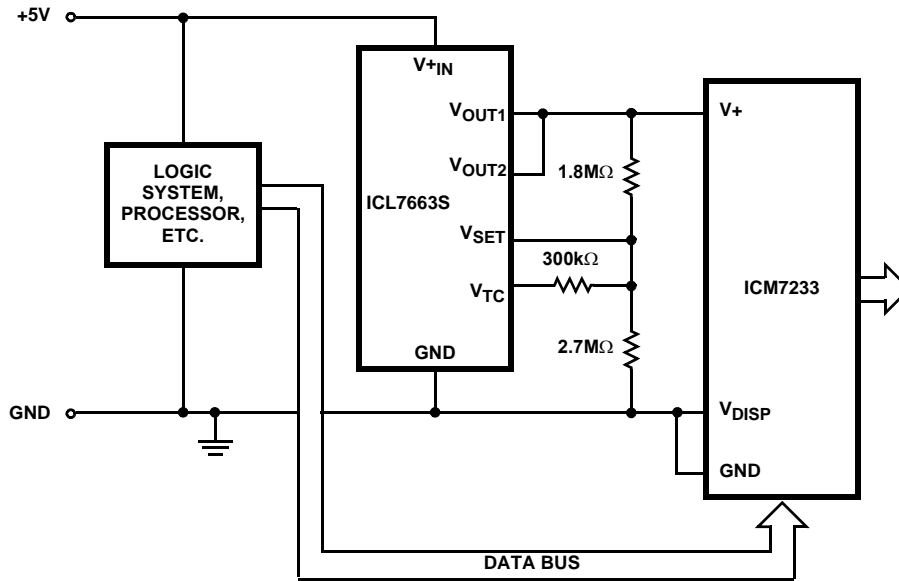 +5V
V+IN
VOUT1
V+
LOGIC
SYSTEM,
PROCESSOR,
ETC.
VOUT2
1.8MΩ
ICL7663S
VSET
300kΩ
ICM7233
VTC
2.7MΩ
GND
GND
VDISP
GND
DATA BUS